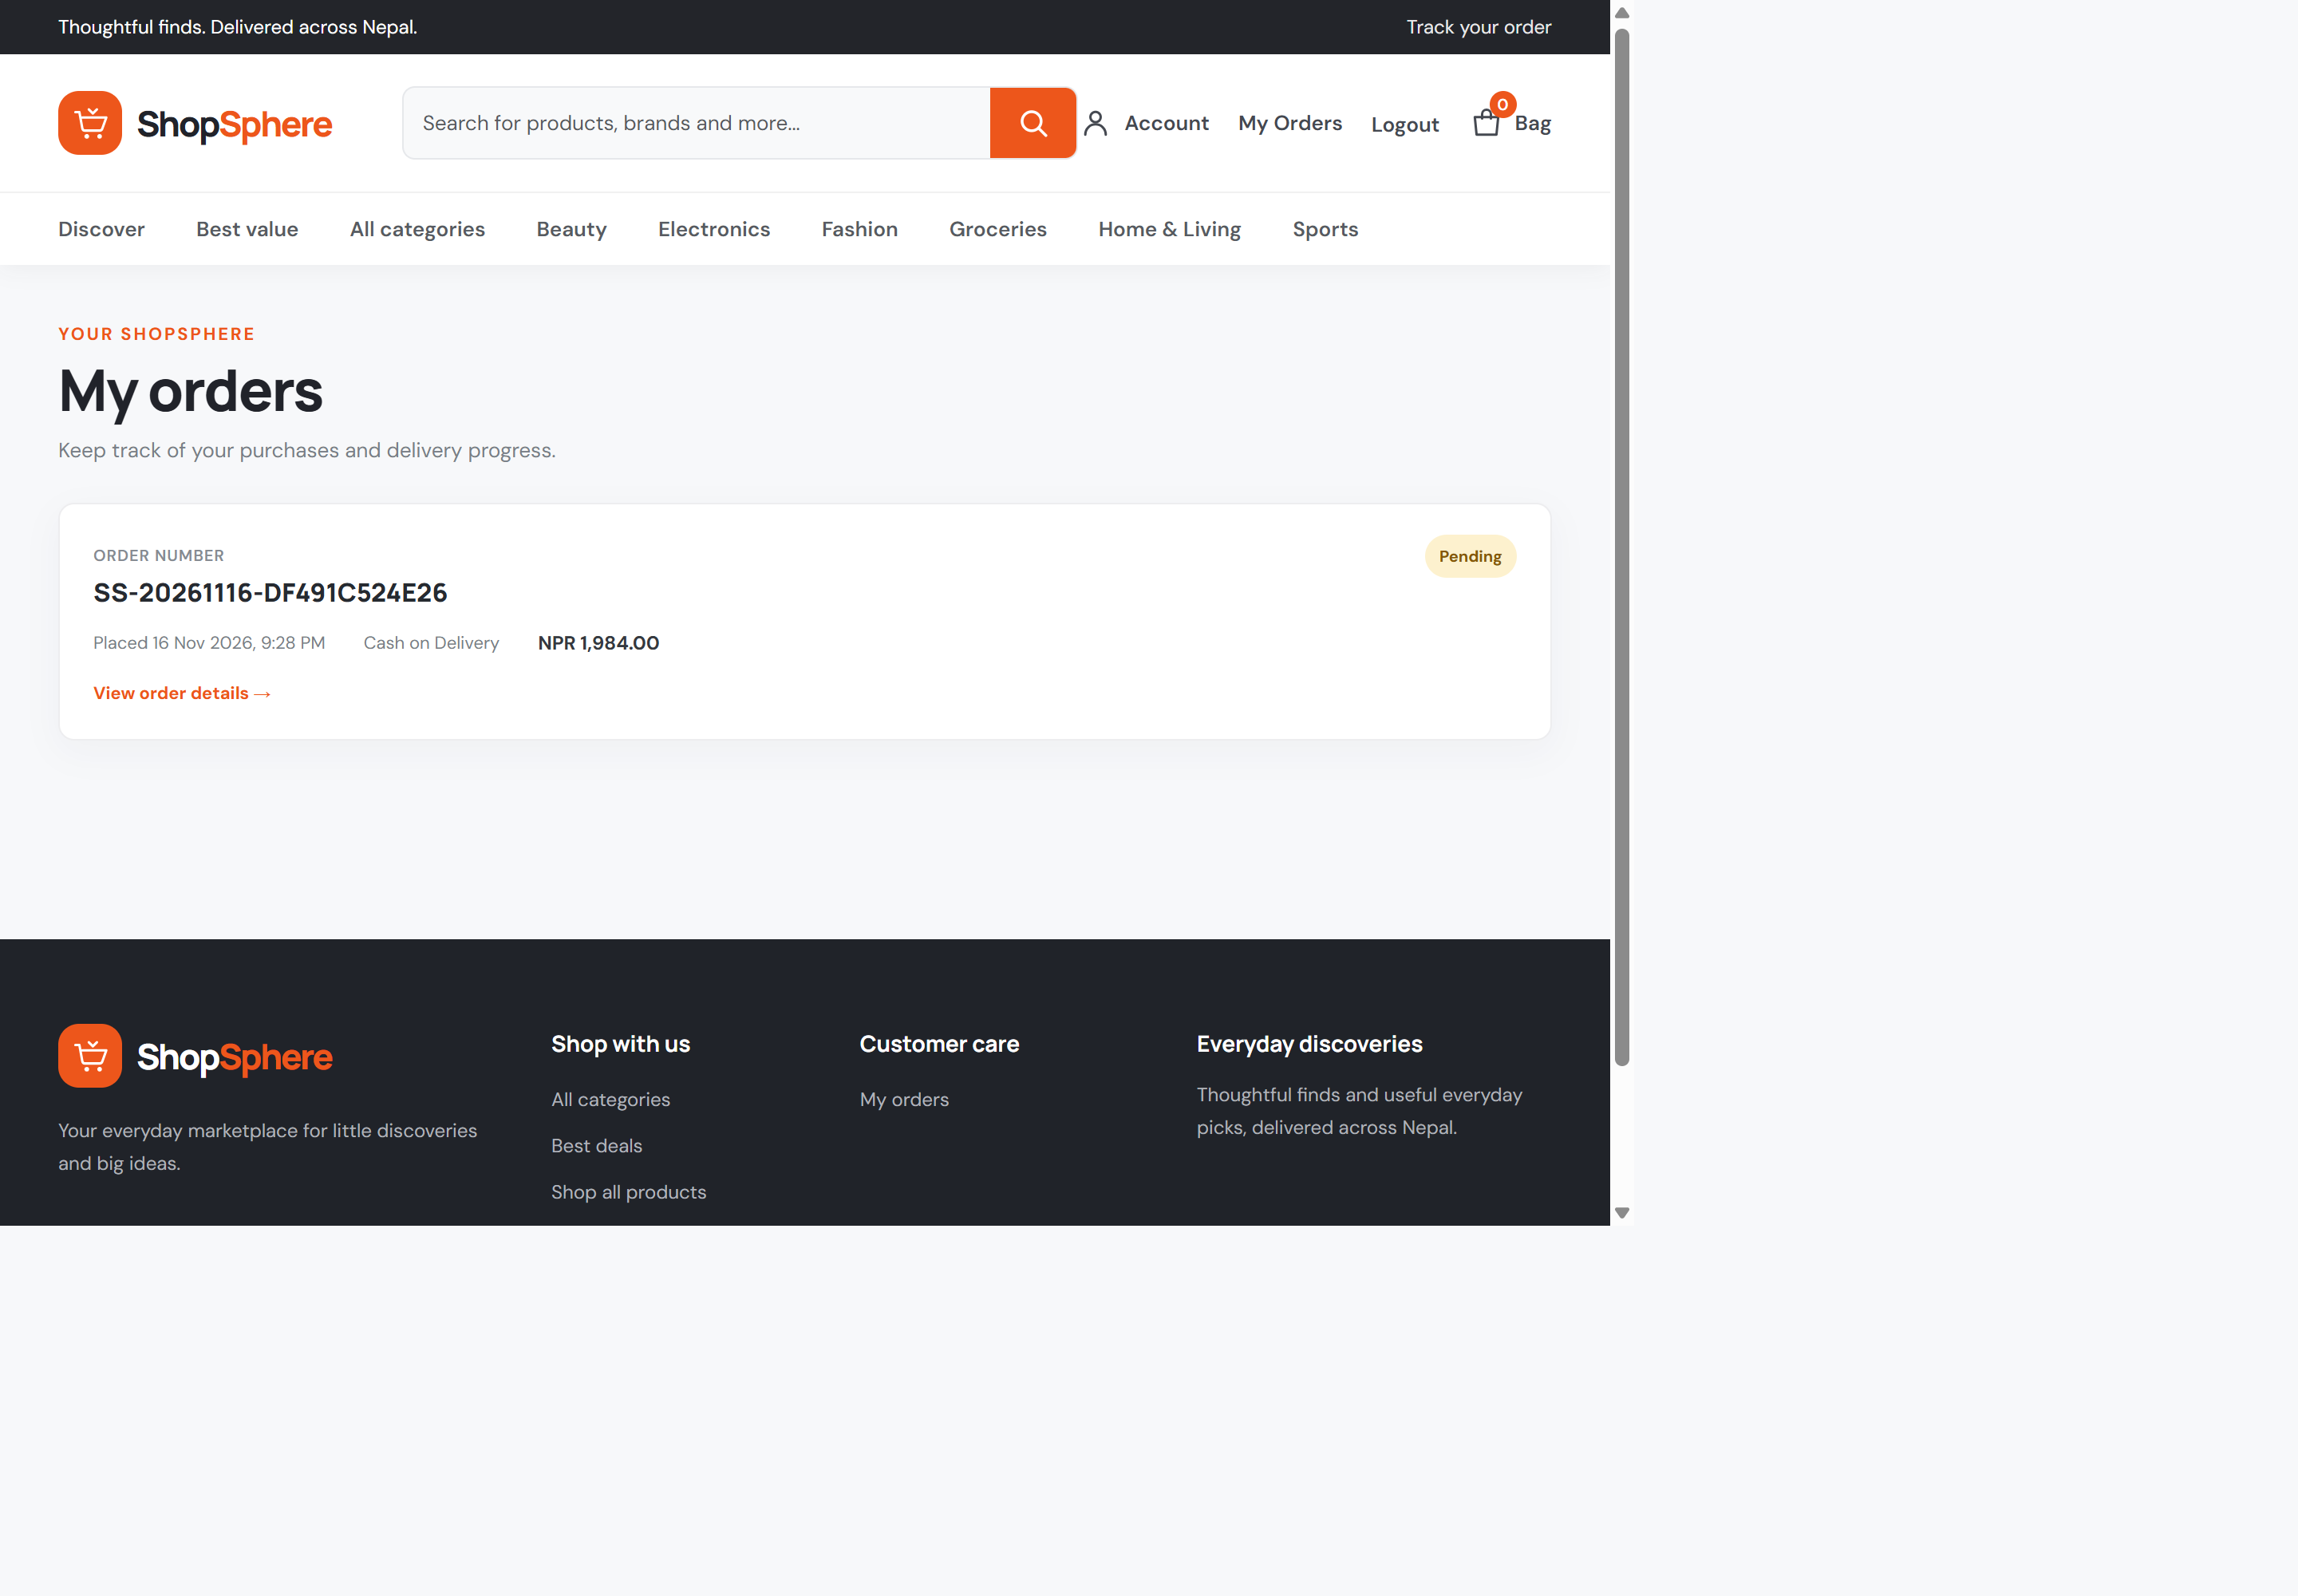 Thoughtful finds. Delivered across Nepal.
Track your order
ShopSphere
Search for products, brands and more...
Account
My Orders
Logout
0
Bag
Discover
Best value
All categories
Beauty
Electronics
Fashion
Groceries
Home & Living
Sports
YOUR SHOPSPHERE
My orders
Keep track of your purchases and delivery progress.
ORDER NUMBER
Pending
SS-20261116-DF491C524E26
Placed 16 Nov 2026, 9:28 PM
Cash on Delivery
NPR 1,984.00
View order details →
ShopSphere
Your everyday marketplace for little discoveries
and big ideas.
Shop with us
All categories
Best deals
Shop all products
Customer care
My orders
Everyday discoveries
Thoughtful finds and useful everyday
picks, delivered across Nepal.